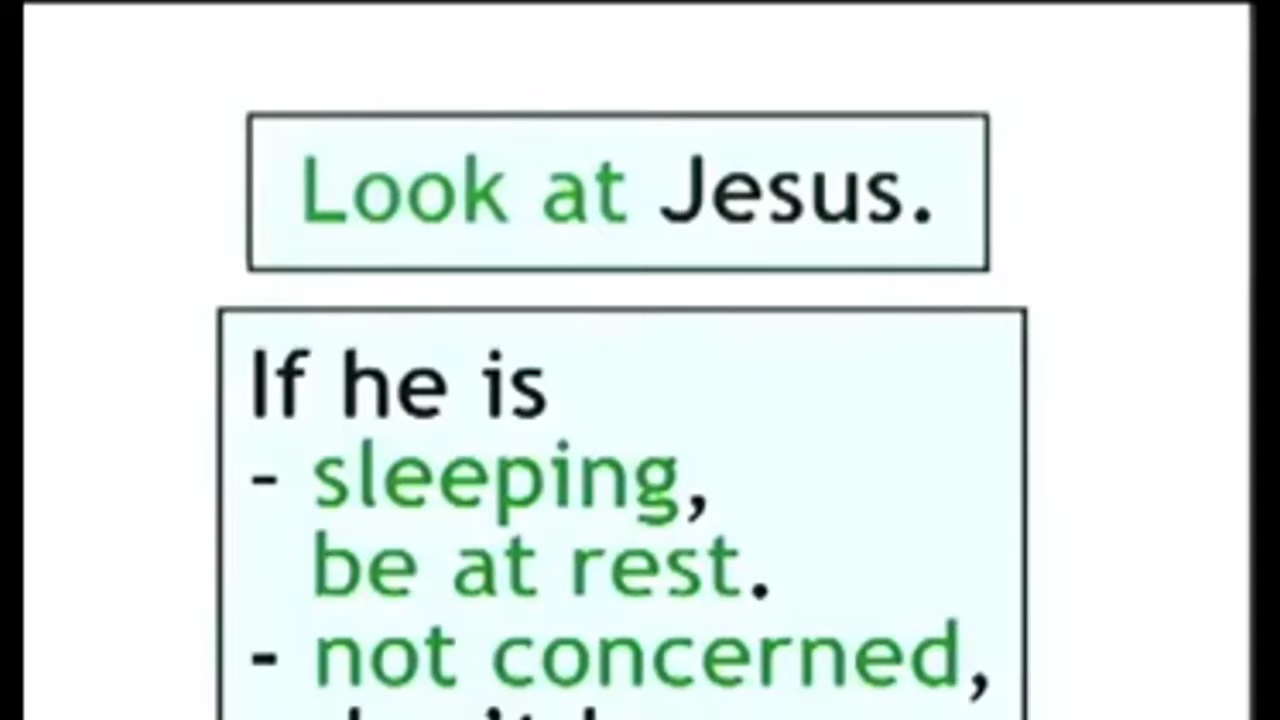 Look at Jesus.
If he is
- sleeping,
be at rest.
- not concerned,